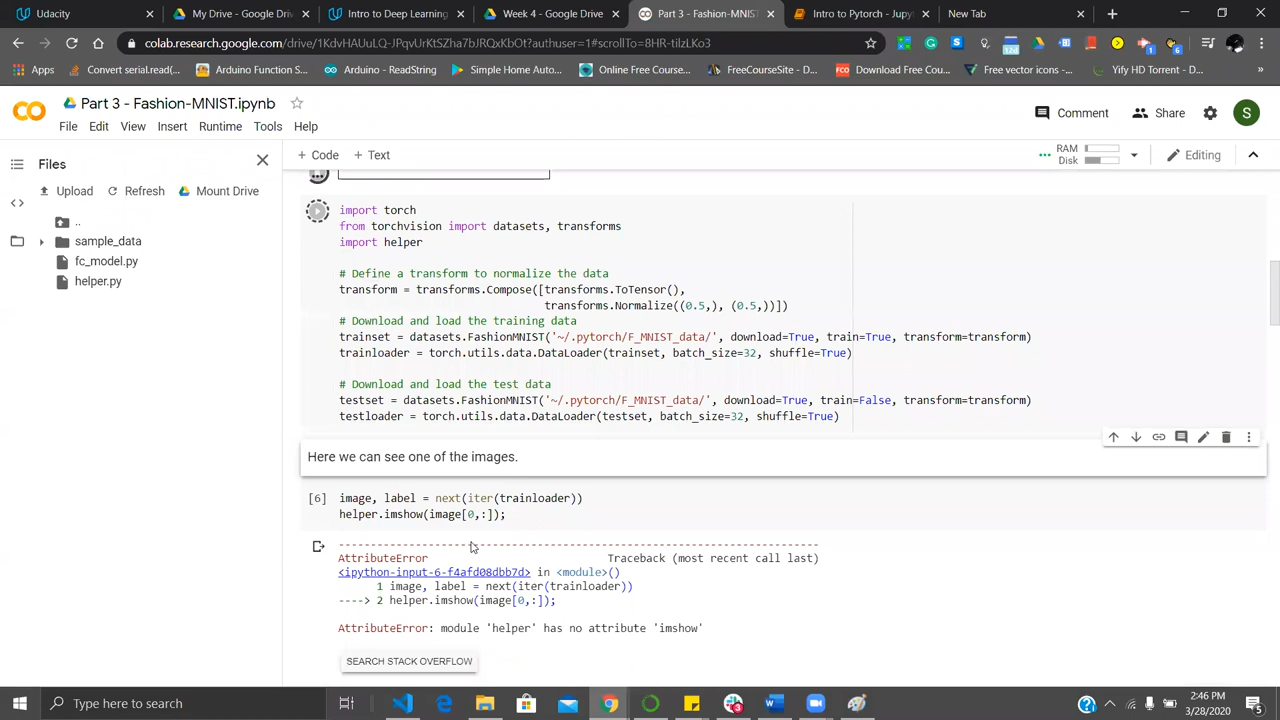 Udacity
My Drive - Google Drive
Intro to Deep Learning
Week 4 - Google Drive
Part 3 - Fashion-MNIST
Intro to Pytorch - Jup
New Tab
colab.research.google.com/drive/1KdvHAUuLQ-JPqvUrKtSZha7bJRQxKbOt?authuser=1#scrollTo=8HR-tilzLKo3
Apps
Convert serial.read(...
Arduino Function S...
Arduino - ReadString
Simple Home Auto...
Online Free Course...
FreeCourseSite - D...
Download Free Cou...
Free vector icons -...
Yify HD Torrent - D...
Part 3 - Fashion-MNIST.ipynb
Comment
Share
S
File Edit View Insert Runtime Tools Help
Files
+ Code + Text
RAM
Disk
Editing
Upload Refresh Mount Drive
..
sample_data
fc_model.py
helper.py
import torch
from torchvision import datasets, transforms
import helper
# Define a transform to normalize the data
transform = transforms.Compose([transforms.ToTensor(),
transforms.Normalize((0.5,), (0.5,))])
# Download and load the training data
trainset = datasets.FashionMNIST('~/.pytorch/F_MNIST_data/', download=True, train=True, transform=transform)
trainloader = torch.utils.data.DataLoader(trainset, batch_size=32, shuffle=True)
# Download and load the test data
testset = datasets.FashionMNIST('~/.pytorch/F_MNIST_data/', download=True, train=False, transform=transform)
testloader = torch.utils.data.DataLoader(testset, batch_size=32, shuffle=True)
Here we can see one of the images.
[6] image, label = next(iter(trainloader))
helper.imshow(image[0,:]);
---------------------------------------------------------------------------
AttributeError Traceback (most recent call last)
<ipython-input-6-f4afd08dbb7d> in <module>()
1 image, label = next(iter(trainloader))
----> 2 helper.imshow(image[0,:]);
AttributeError: module 'helper' has no attribute 'imshow'
SEARCH STACK OVERFLOW
Type here to search
2:46 PM
3/28/2020